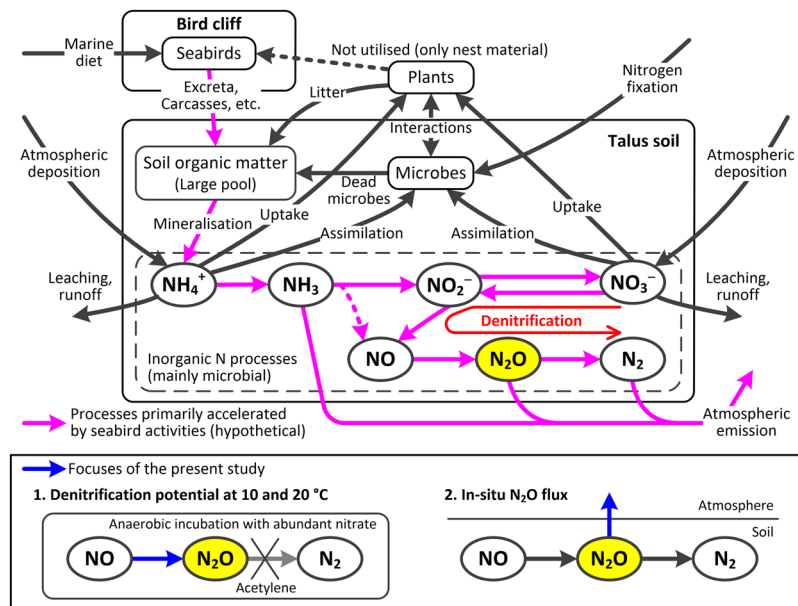 Bird cliff
Marine
diet
Seabirds
Not utilised (only nest material)
Excreta,
Carcasses, etc.
Litter
Plants
Nitrogen
fixation
Interactions
Talus soil
Atmospheric
deposition
Soil organic matter
(Large pool)
Dead
microbes
Microbes
Atmospheric
deposition
Mineralisation
Uptake
Uptake
Assimilation
Assimilation
Leaching,
runoff
NH₄⁺
NH₃
NO₂⁻
NO₃⁻
Leaching,
runoff
Denitrification
NO
N₂O
N₂
Inorganic N processes
(mainly microbial)
Processes primarily accelerated
by seabird activities (hypothetical)
Atmospheric
emission
Focuses of the present study
1. Denitrification potential at 10 and 20 °C
Anaerobic incubation with abundant nitrate
NO
N₂O
N₂
Acetylene
2. In-situ N₂O flux
Atmosphere
Soil
NO
N₂O
N₂